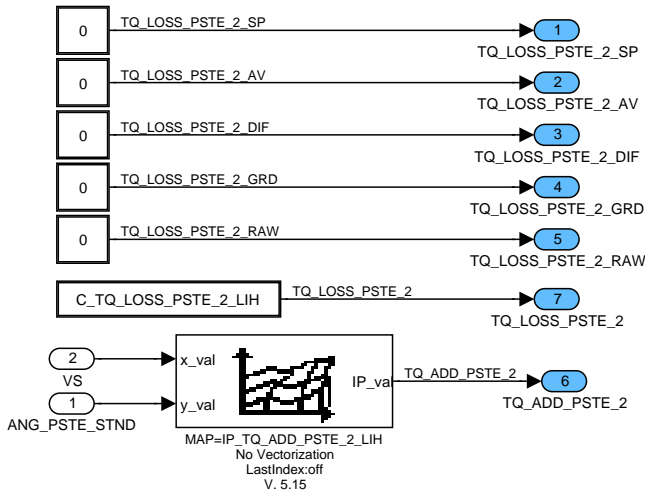 0
TQ_LOSS_PSTE_2_SP
1
TQ_LOSS_PSTE_2_SP
0
TQ_LOSS_PSTE_2_AV
2
TQ_LOSS_PSTE_2_AV
0
TQ_LOSS_PSTE_2_DIF
3
TQ_LOSS_PSTE_2_DIF
0
TQ_LOSS_PSTE_2_GRD
4
TQ_LOSS_PSTE_2_GRD
0
TQ_LOSS_PSTE_2_RAW
5
TQ_LOSS_PSTE_2_RAW
C_TQ_LOSS_PSTE_2_LIH
TQ_LOSS_PSTE_2
7
TQ_LOSS_PSTE_2
2
VS
x_val
1
ANG_PSTE_STND
y_val
IP_val
TQ_ADD_PSTE_2
6
TQ_ADD_PSTE_2
MAP=IP_TQ_ADD_PSTE_2_LIH
No Vectorization
LastIndex:off
V. 5.15